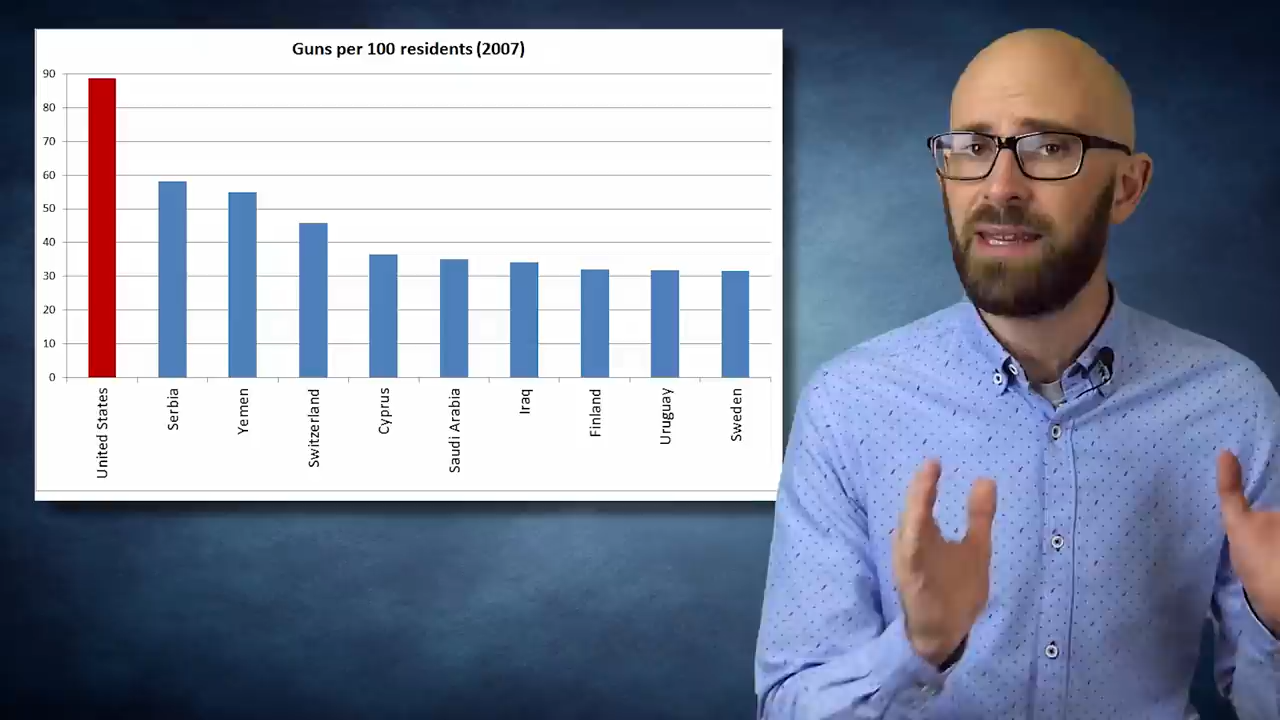 Guns per 100 residents (2007)
90
80
70
60
50
40
30
20
10
0
United States
Serbia
Yemen
Switzerland
Cyprus
Saudi Arabia
Iraq
Finland
Uruguay
Sweden